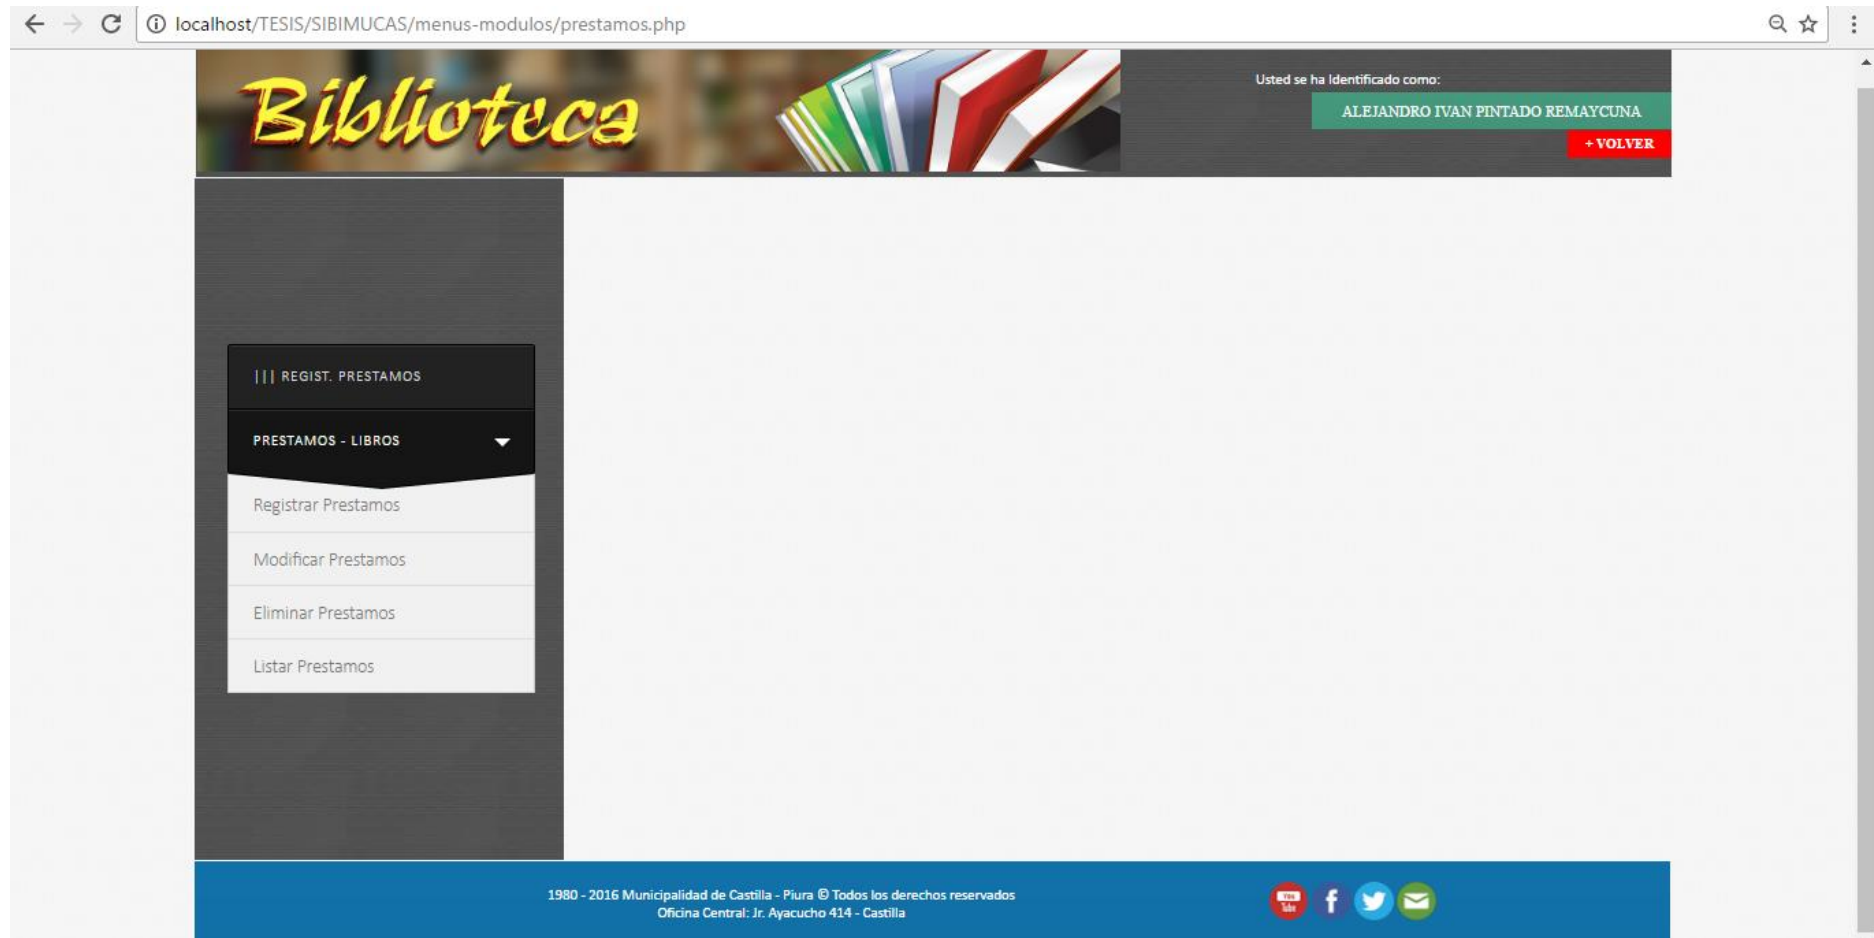 localhost/TESIS/SIBIMUCAS/menus-modulos/prestamos.php
Biblioteca
Usted se ha Identificado como:
ALEJANDRO IVAN PINTADO REMAYCUNA
+ VOLVER
||| REGIST. PRESTAMOS
PRESTAMOS - LIBROS
Registrar Prestamos
Modificar Prestamos
Eliminar Prestamos
Listar Prestamos
1980 - 2016 Municipalidad de Castilla - Piura © Todos los derechos reservados
Oficina Central: Jr. Ayacucho 414 - Castilla
You
Tube
f